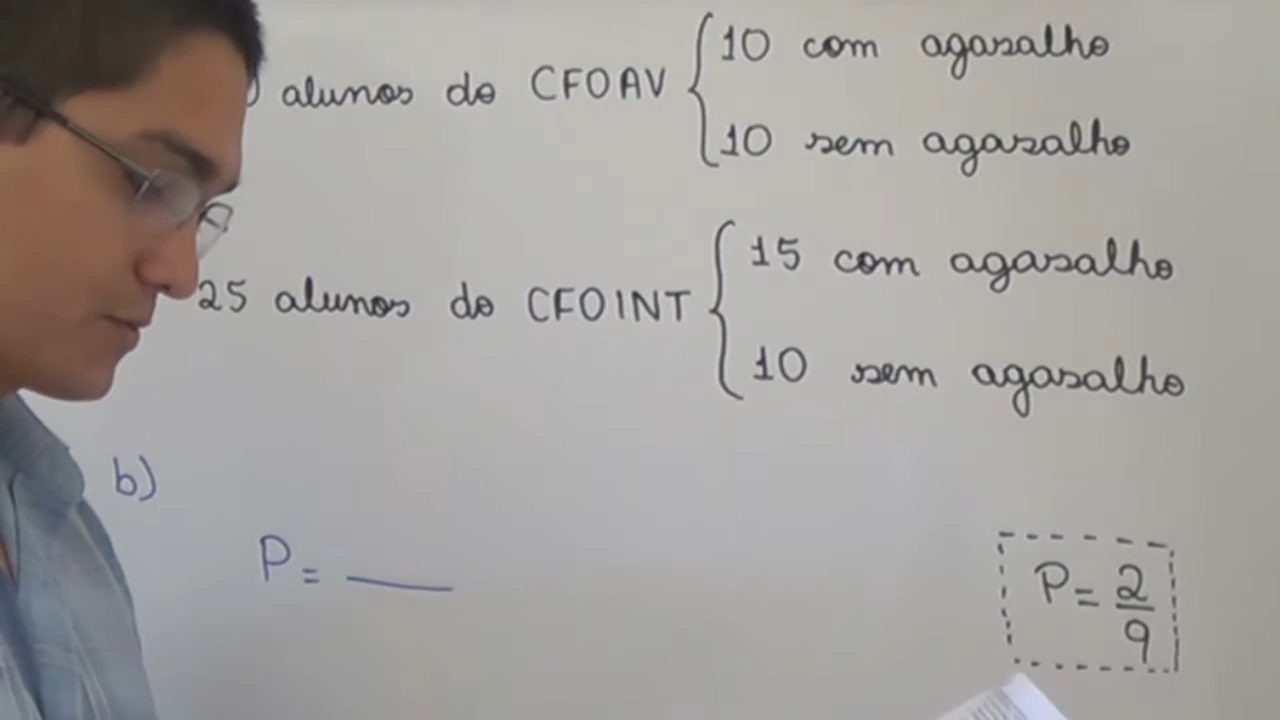 alunos do CFOAV
10 com agasalho
10 sem agasalho
25 alunos do CFOINT
15 com agasalho
10 sem agasalho
b)
P =
P = 2/9